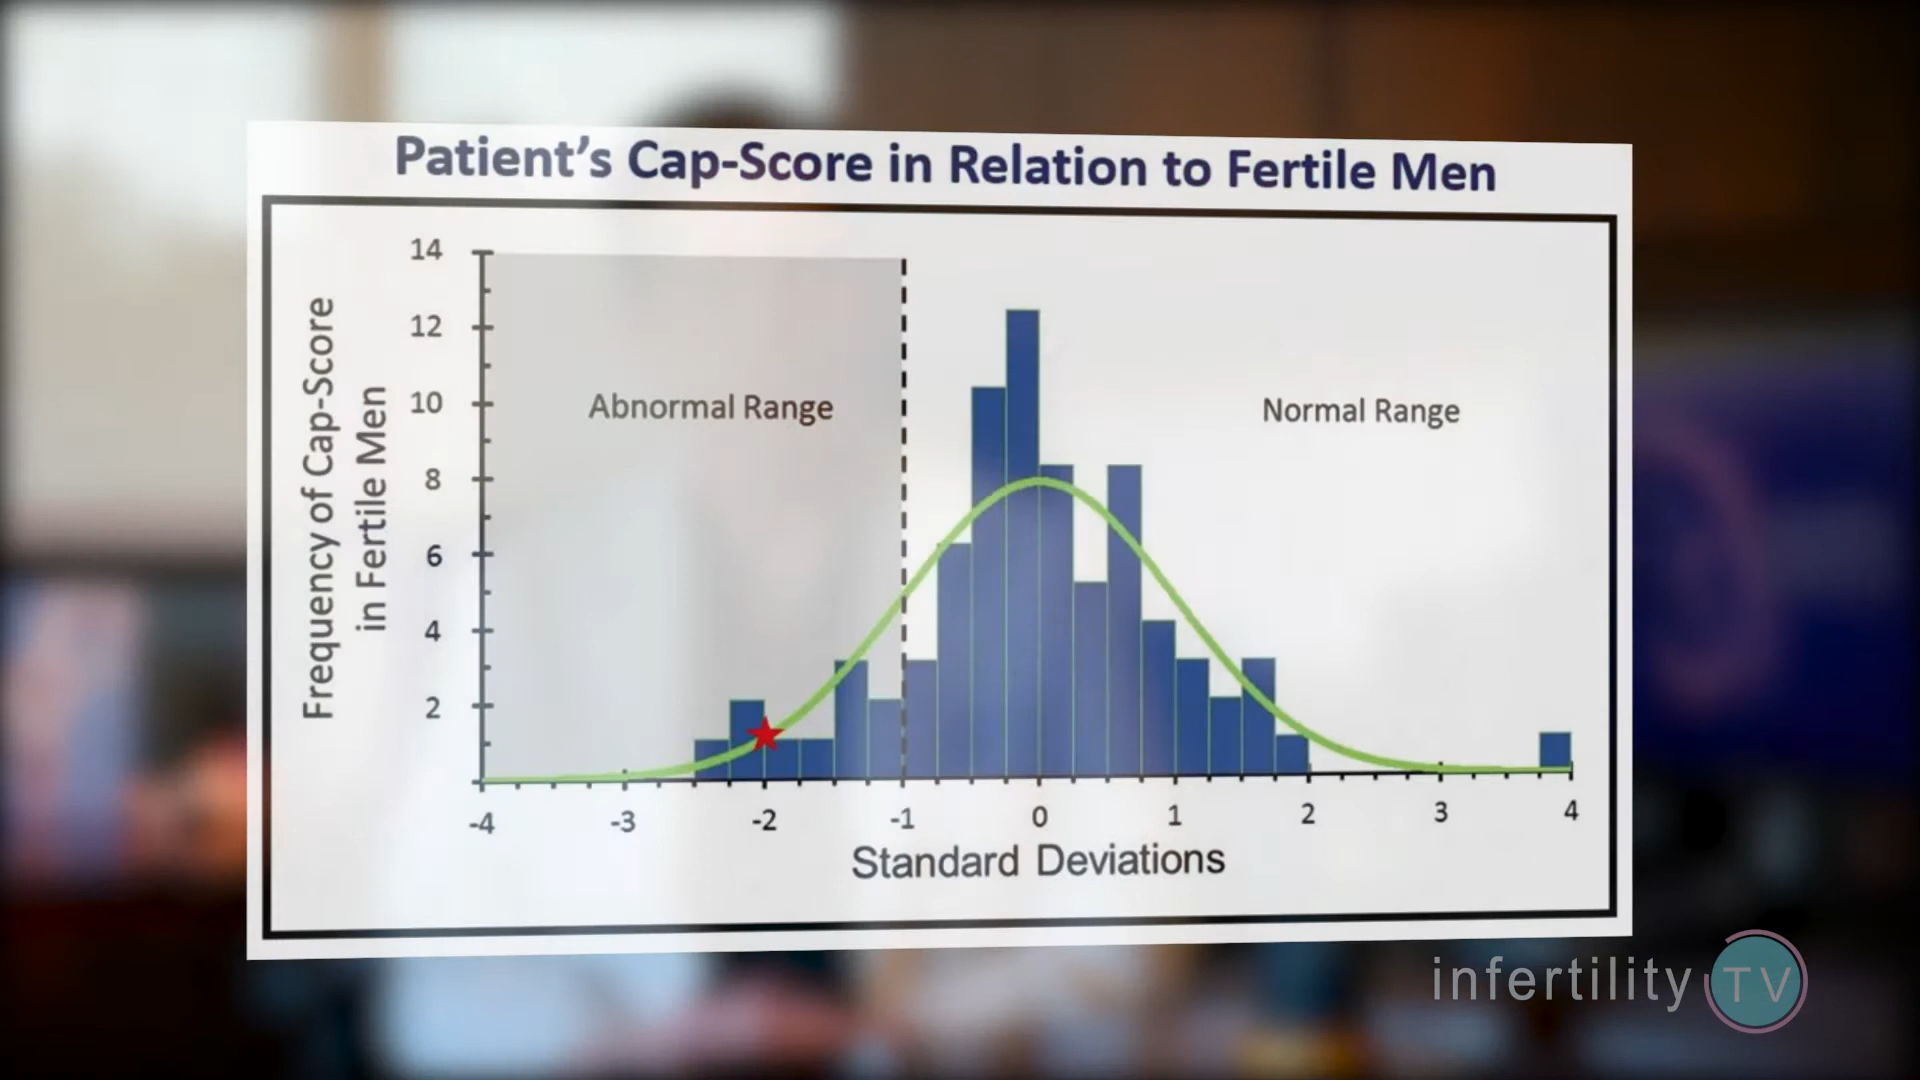 Patient's Cap-Score in Relation to Fertile Men
Frequency of Cap-Score
in Fertile Men
14
12
10
8
6
4
2
Abnormal Range
Normal Range
-4 -3 -2 -1 0 1 2 3 4
Standard Deviations
infertility TV